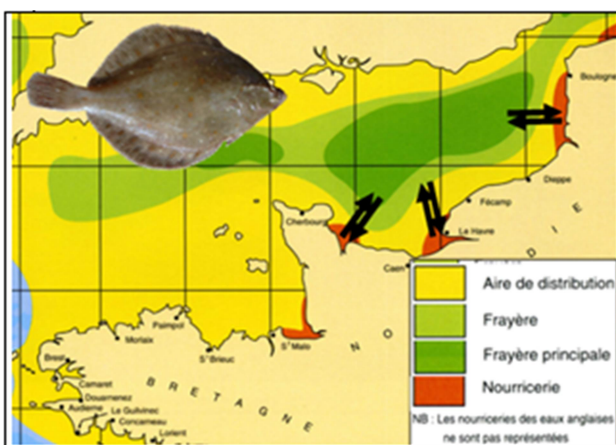 Boulogne
Dieppe
Fécamp
Cherbourg
Le Havre
Caen
NO
DIE
Paimpol
Morlaix
St Brieuc
St Malo
Brest
Camaret
Douarnenez
Audierne
Le Guilvinec
Concarneau
Lorient
BRETAGNE
Aire de distribution
Frayère
Frayère principale
Nourricerie
NB : Les nourriceries des eaux anglaises
ne sont pas représentées